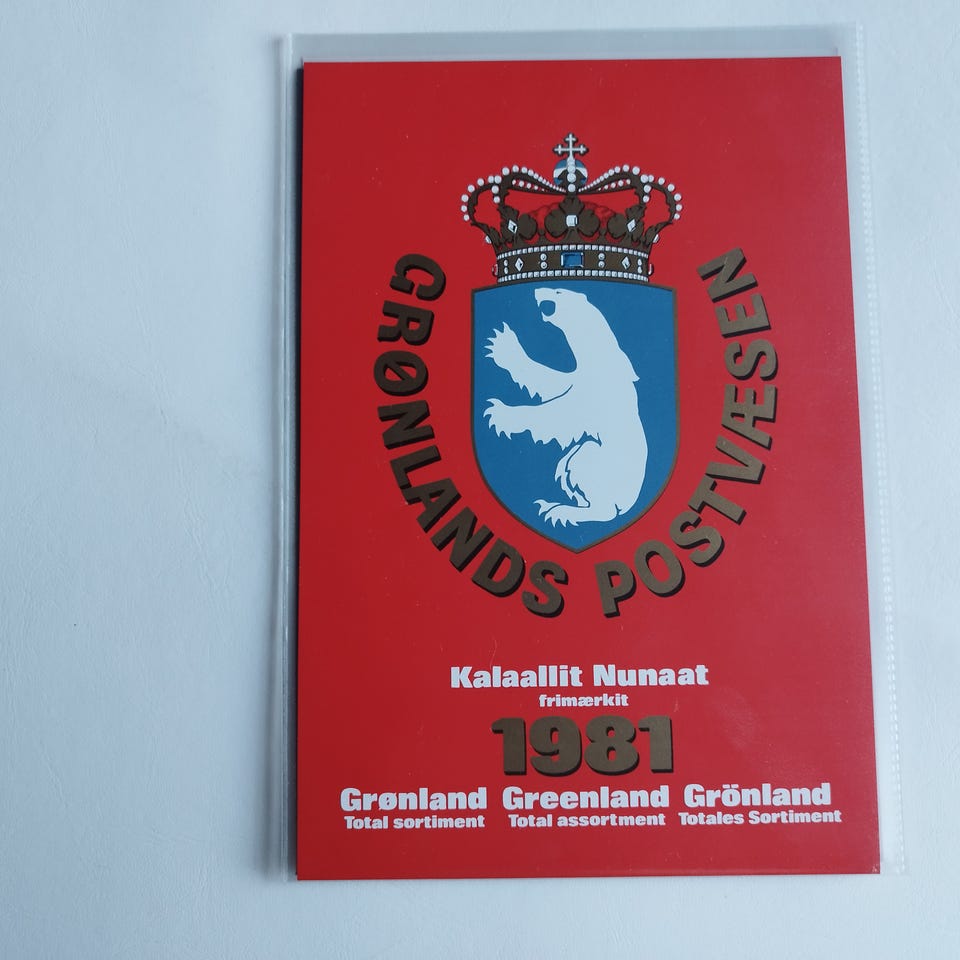 GRØNLANDS POSTVÆSEN
Kalaallit Nunaat
frimærkit
1981
Grønland Greenland Grönland
Total sortiment Total assortment Totales Sortiment